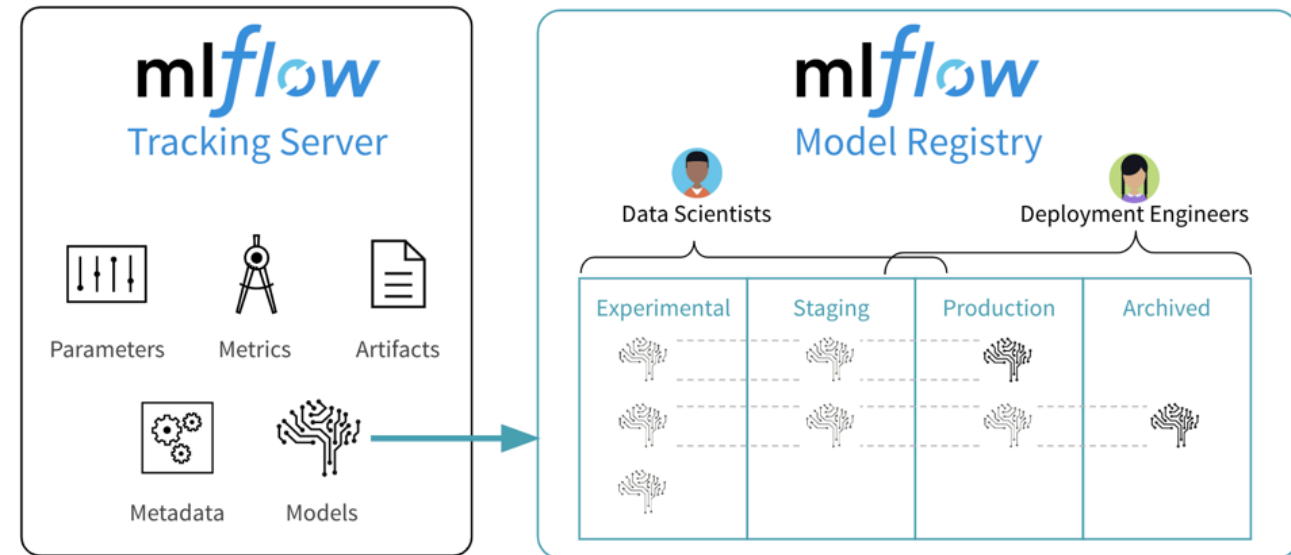 mlflow
Tracking Server
Parameters
Metrics
Artifacts
Metadata
Models
mlflow
Model Registry
Data Scientists
Deployment Engineers
Experimental
Staging
Production
Archived